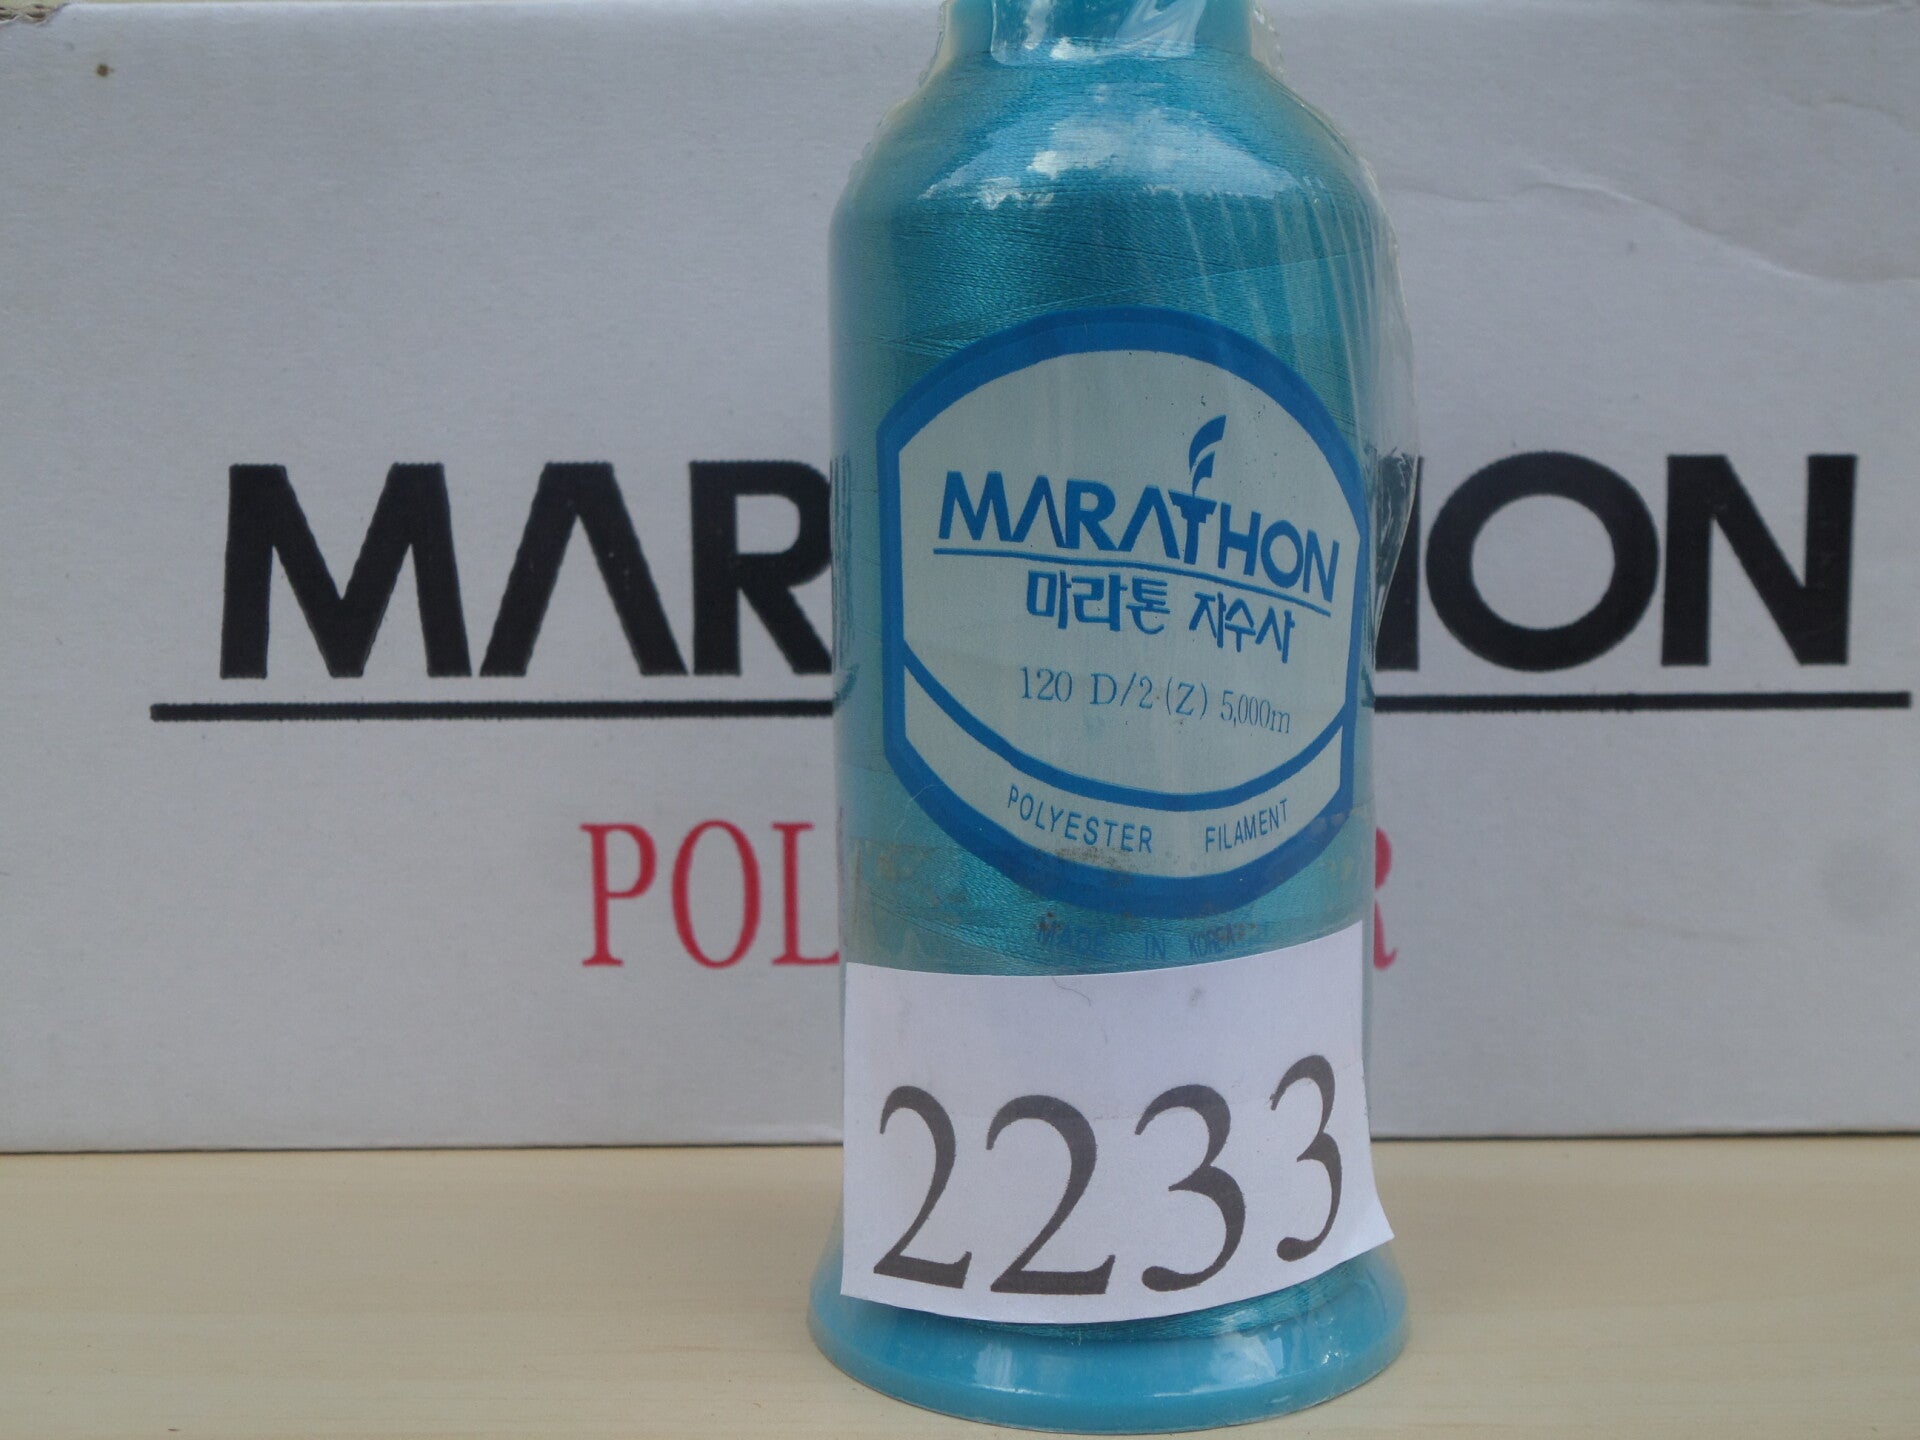 MARATHON
마라톤 자수사
120 D/2 (Z) 5,000m
POLYESTER FILAMENT
MADE IN KOREA
2233
MAR HON
POL R